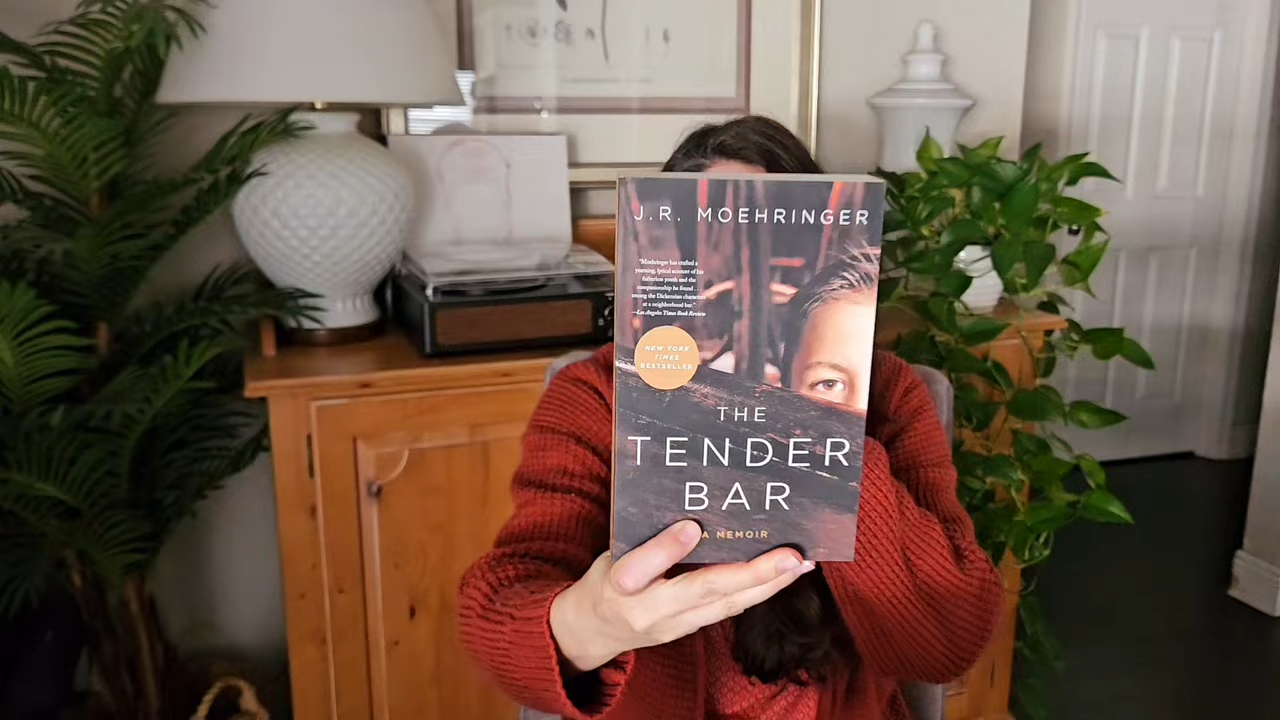 J.R. MOEHRINGER
"Moehringer has crafted a
yearning, lyrical account of his
fatherless youth and the
companionship he found . . .
among the Dickensian characters
at a neighborhood bar."
—Los Angeles Times Book Review
NEW YORK
TIMES
BESTSELLER
THE
TENDER
BAR
A MEMOIR